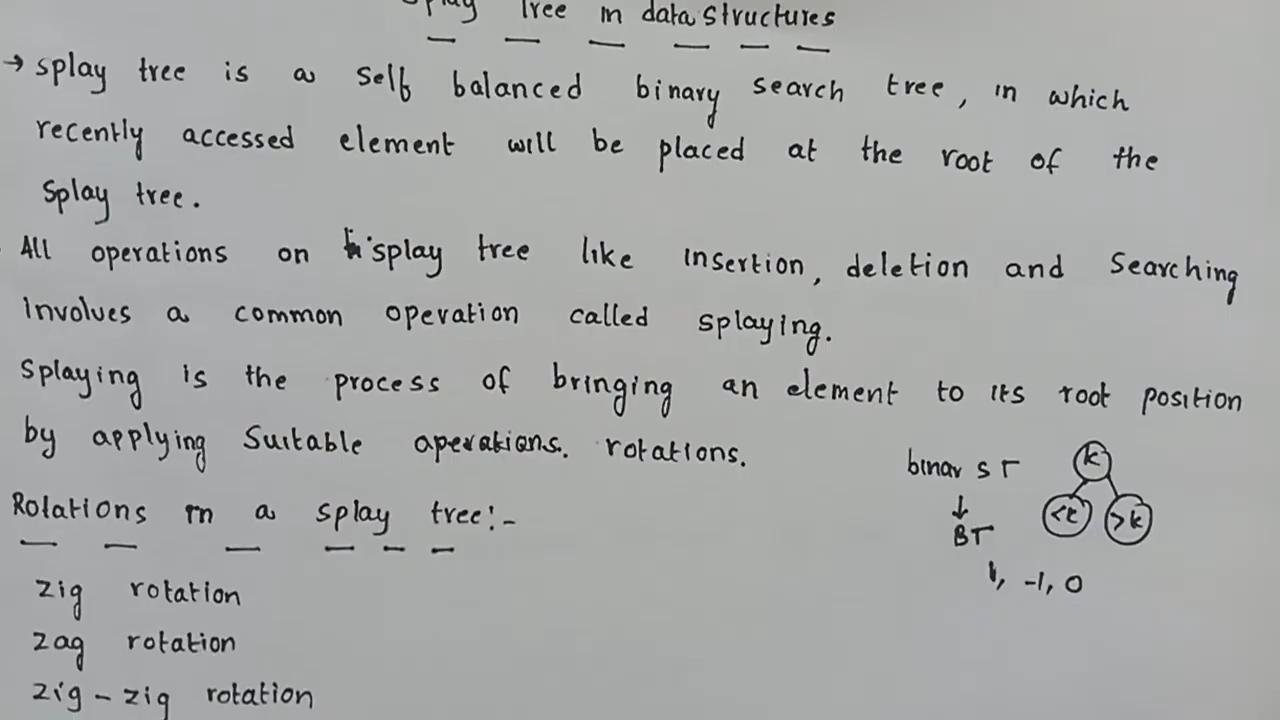 Splay Tree in data structures
→ splay tree is a self balanced binary search tree, in which
recently accessed element will be placed at the root of the
Splay tree.
All operations on splay tree like insertion, deletion and Searching
involves a common operation called splaying.
Splaying is the process of bringing an element to its root position
by applying Suitable operations. rotations.
Rotations in a splay tree:-
zig rotation
zag rotation
zig-zig rotation
binary S T
↓
BT
1, -1, 0
k
<k >k